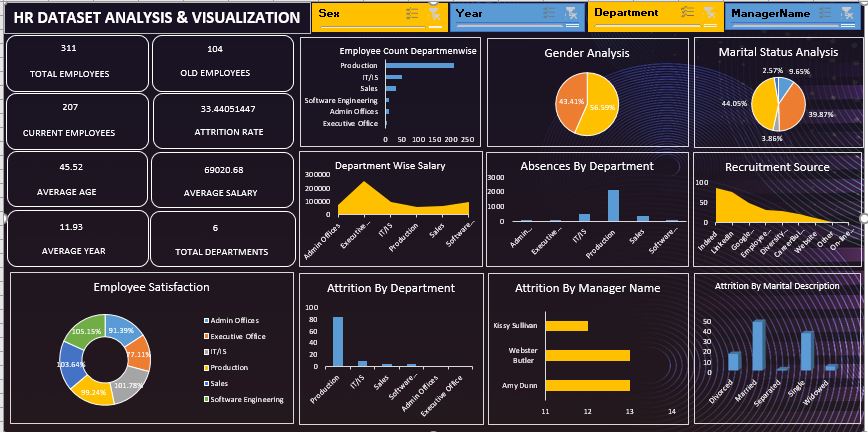 HR DATASET ANALYSIS & VISUALIZATION
Sex
Year
Department
ManagerName
311
TOTAL EMPLOYEES
104
OLD EMPLOYEES
207
CURRENT EMPLOYEES
33.44051447
ATTRITION RATE
45.52
AVERAGE AGE
69020.68
AVERAGE SALARY
11.93
AVERAGE YEAR
6
TOTAL DEPARTMENTS
Employee Count Departmenwise
Production
IT/IS
Sales
Software Engineering
Admin Offices
Executive Office
0 50 100 150 200 250
Gender Analysis
43.41%
56.59%
Marital Status Analysis
2.57%
9.65%
44.05%
39.87%
3.86%
Department Wise Salary
300000
200000
100000
0
Admin Offices
Executive...
IT/IS
Production
Sales
Software...
Absences By Department
3000
2000
1000
0
Admin...
Executive...
IT/IS
Production
Sales
Software...
Recruitment Source
100
50
0
Indeed
LinkedIn
Google...
Employee...
Diversity...
CareerBui...
Website
Other
On-line...
Employee Satisfaction
105.15%
91.39%
77.11%
103.64%
101.78%
99.24%
Admin Offices
Executive Office
IT/IS
Production
Sales
Software Engineering
Attrition By Department
100
80
60
40
20
0
Production
IT/IS
Sales
Software...
Admin Offices
Executive Office
Attrition By Manager Name
Kissy Sullivan
Webster
Butler
Amy Dunn
11 12 13 14
Attrition By Marital Description
50
40
30
20
10
0
Divorced
Married
Separated
Single
Widowed